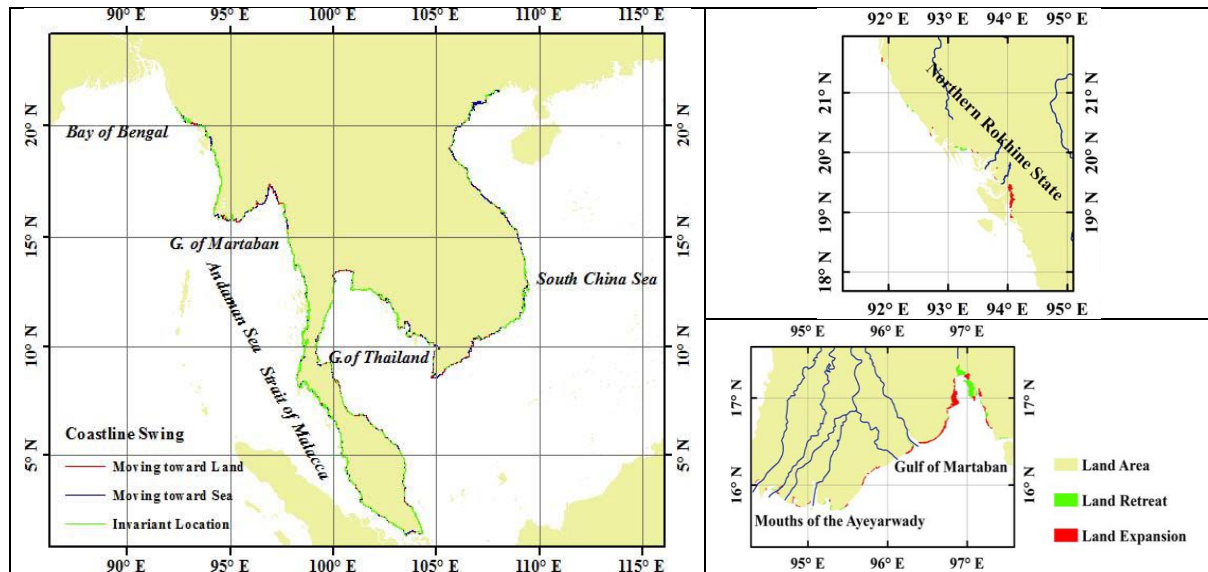 90° E 95° E 100° E 105° E 110° E 115° E
20° N
15° N
10° N
5° N
Bay of Bengal
G. of Martaban
Andaman Sea
Strait of Malacca
G.of Thailand
South China Sea
Coastline Swing
Moving toward Land
Moving toward Sea
Invariant Location
20° N
15° N
10° N
5° N
90° E 95° E 100° E 105° E 110° E 115° E
92° E 93° E 94° E 95° E
21° N
20° N
19° N
18° N
Northern Rokhine State
21° N
20° N
19° N
18° N
92° E 93° E 94° E 95° E
95° E 96° E 97° E
17° N
16° N
Gulf of Martaban
Mouths of the Ayeyarwady
17° N
16° N
95° E 96° E 97° E
Land Area
Land Retreat
Land Expansion